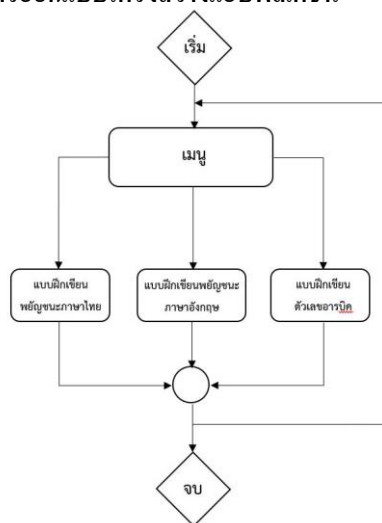 เริ่ม
เมนู
แบบฝึกเขียน
พยัญชนะภาษาไทย
แบบฝึกเขียนพยัญชนะ
ภาษาอังกฤษ
แบบฝึกเขียน
ตัวเลขอารบิค
จบ